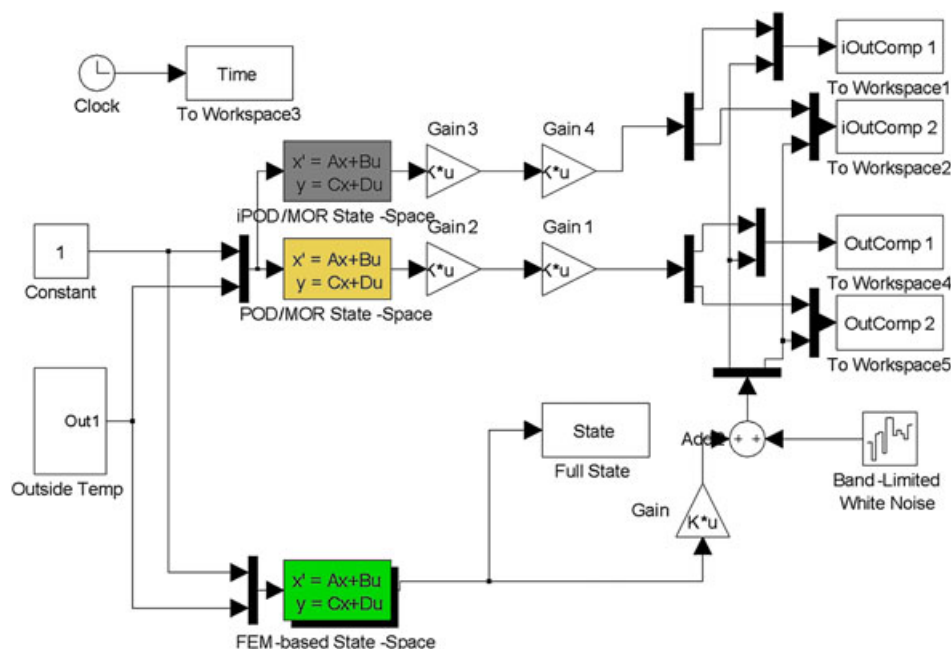 iOutComp 1
To Workspace1
Time
Clock
To Workspace3
iOutComp 2
To Workspace2
Gain 3
Gain 4
x' = Ax+Bu
y = Cx+Du
K*u
K*u
iPOD/MOR State -Space
Gain 2
Gain 1
1
Constant
x' = Ax+Bu
y = Cx+Du
K*u
K*u
POD/MOR State -Space
OutComp 1
To Workspace4
OutComp 2
To Workspace5
Out1
Outside Temp
State
Full State
+ +
Band-Limited
White Noise
Gain
K*u
x' = Ax+Bu
y = Cx+Du
FEM-based State -Space